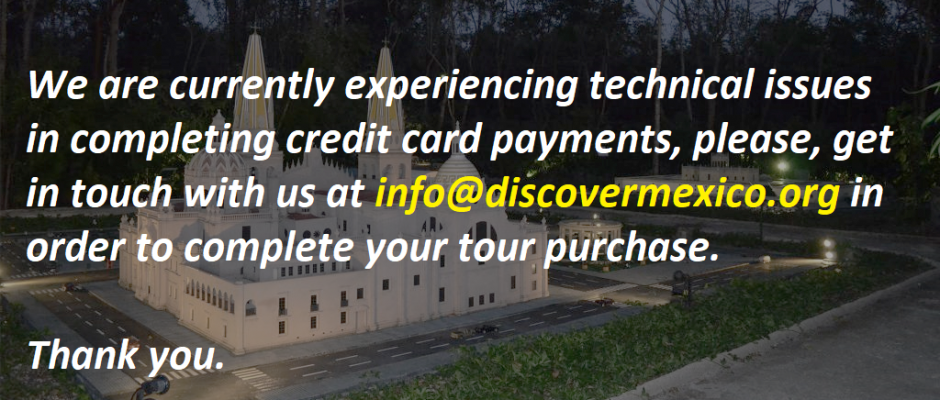 We are currently experiencing technical issues
in completing credit card payments, please, get
in touch with us at info@discovermexico.org in
order to complete your tour purchase.
Thank you.